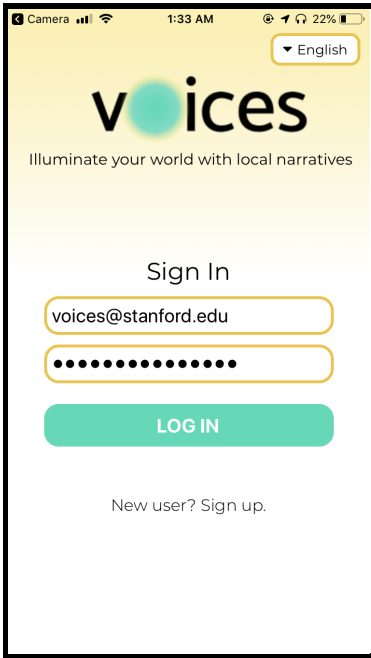 Camera 1:33 AM 22%
English
voices
Illuminate your world with local narratives
Sign In
voices@stanford.edu
●●●●●●●●●●●●●●●
LOG IN
New user? Sign up.